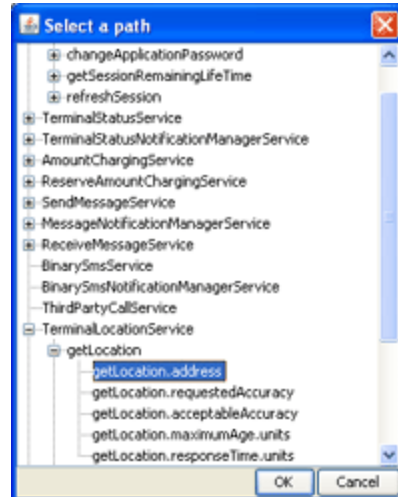 Select a path
changeApplicationPassword
getSessionRemainingLifeTime
refreshSession
TerminalStatusService
TerminalStatusNotificationManagerService
AmountChargingService
ReserveAmountChargingService
SendMessageService
MessageNotificationManagerService
ReceiveMessageService
BinarySmsService
BinarySmsNotificationManagerService
ThirdPartyCallService
TerminalLocationService
getLocation
getLocation.address
getLocation.requestedAccuracy
getLocation.acceptableAccuracy
getLocation.maximumAge.units
getLocation.responseTime.units
OK Cancel